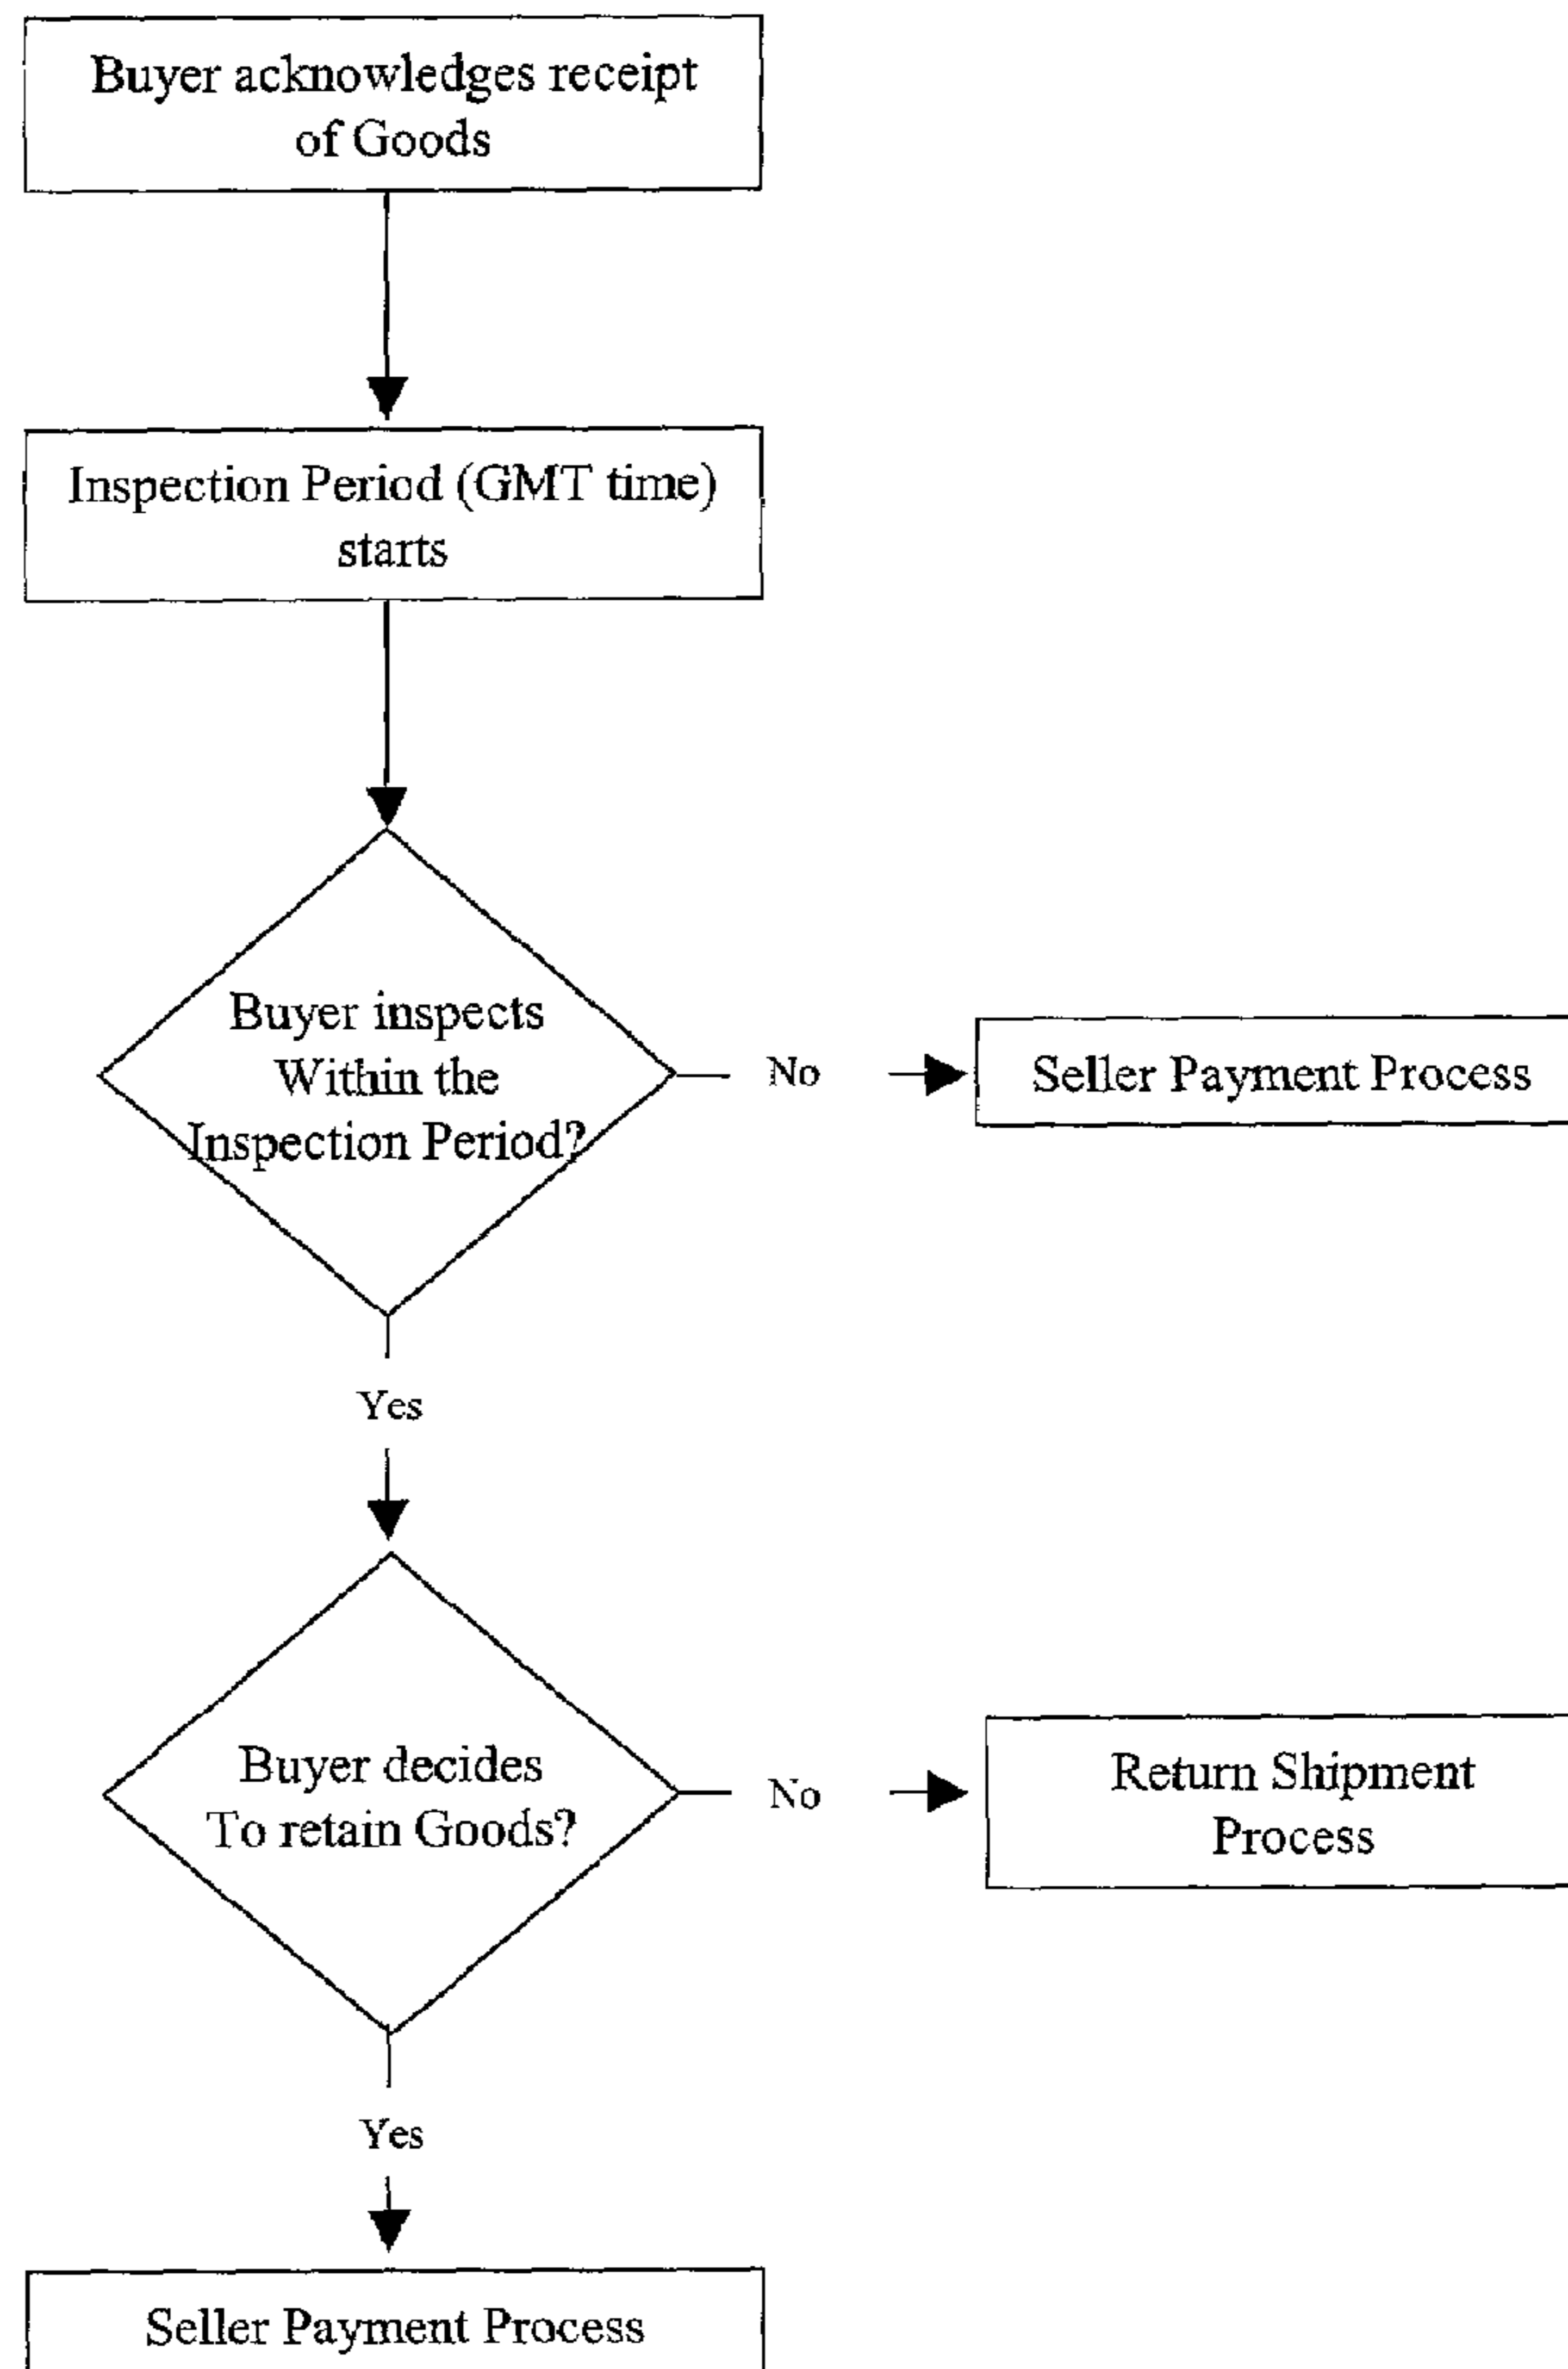 Buyer acknowledges receipt
of Goods
Inspection Period (GMT time)
starts
Buyer inspects
Within the
Inspection Period?
No
Seller Payment Process
Yes
Buyer decides
To retain Goods?
No
Return Shipment
Process
Yes
Seller Payment Process